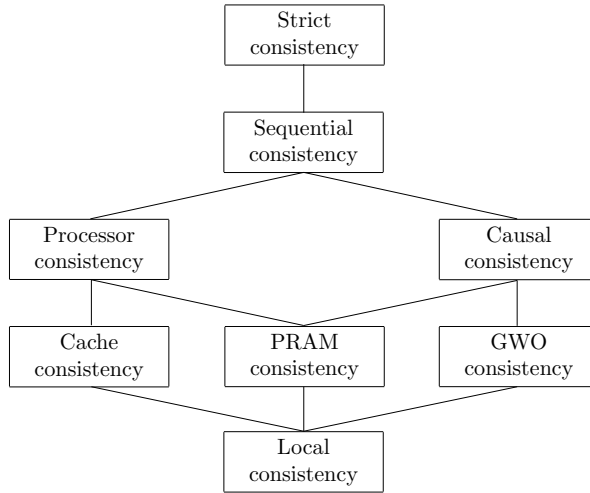 Strict
consistency
Sequential
consistency
Processor
consistency
Causal
consistency
Cache
consistency
PRAM
consistency
GWO
consistency
Local
consistency